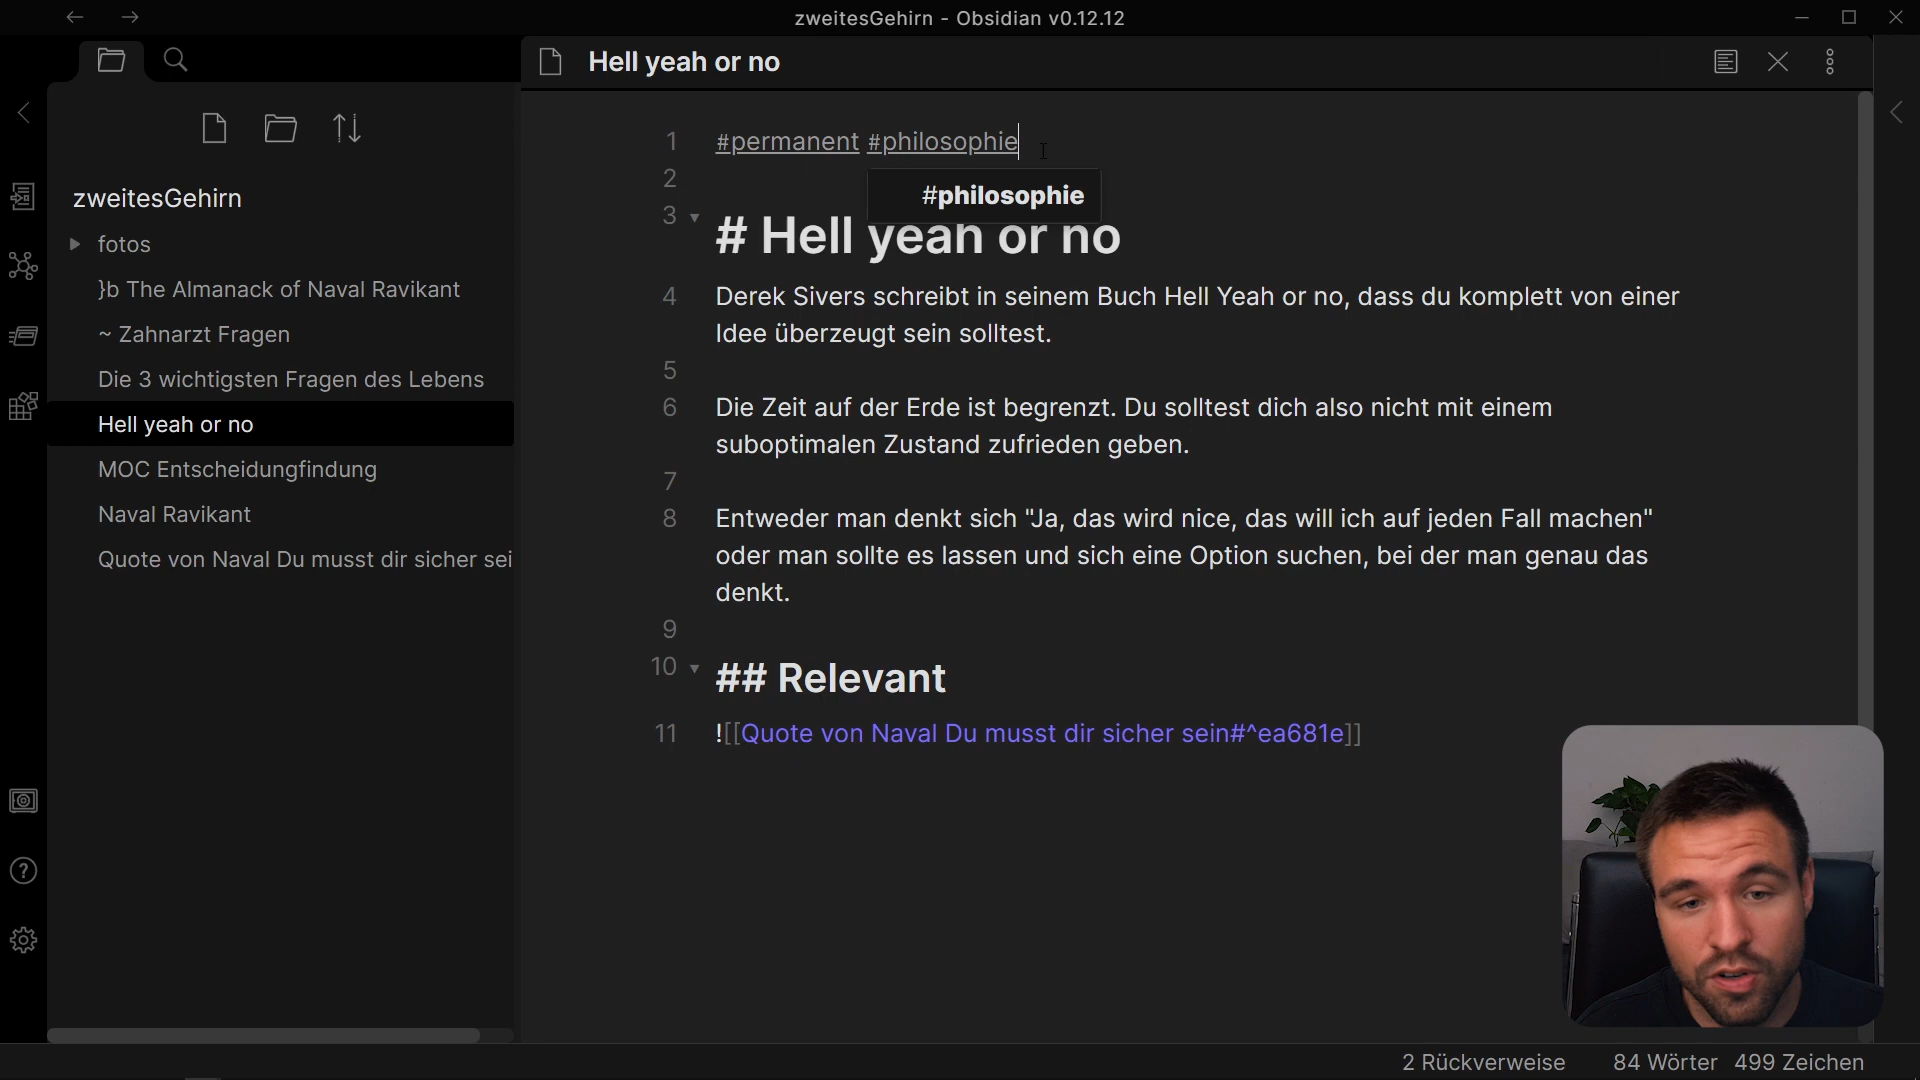 zweitesGehirn - Obsidian v0.12.12
Hell yeah or no
zweitesGehirn
fotos
}b The Almanack of Naval Ravikant
~ Zahnarzt Fragen
Die 3 wichtigsten Fragen des Lebens
Hell yeah or no
MOC Entscheidungfindung
Naval Ravikant
Quote von Naval Du musst dir sicher sei
1 #permanent #philosophie
2
#philosophie
3 # Hell yeah or no
4 Derek Sivers schreibt in seinem Buch Hell Yeah or no, dass du komplett von einer
Idee überzeugt sein solltest.
5
6 Die Zeit auf der Erde ist begrenzt. Du solltest dich also nicht mit einem
suboptimalen Zustand zufrieden geben.
7
8 Entweder man denkt sich "Ja, das wird nice, das will ich auf jeden Fall machen"
oder man sollte es lassen und sich eine Option suchen, bei der man genau das
denkt.
9
10 ## Relevant
11 ![[Quote von Naval Du musst dir sicher sein#^ea681e]]
2 Rückverweise 84 Wörter 499 Zeichen